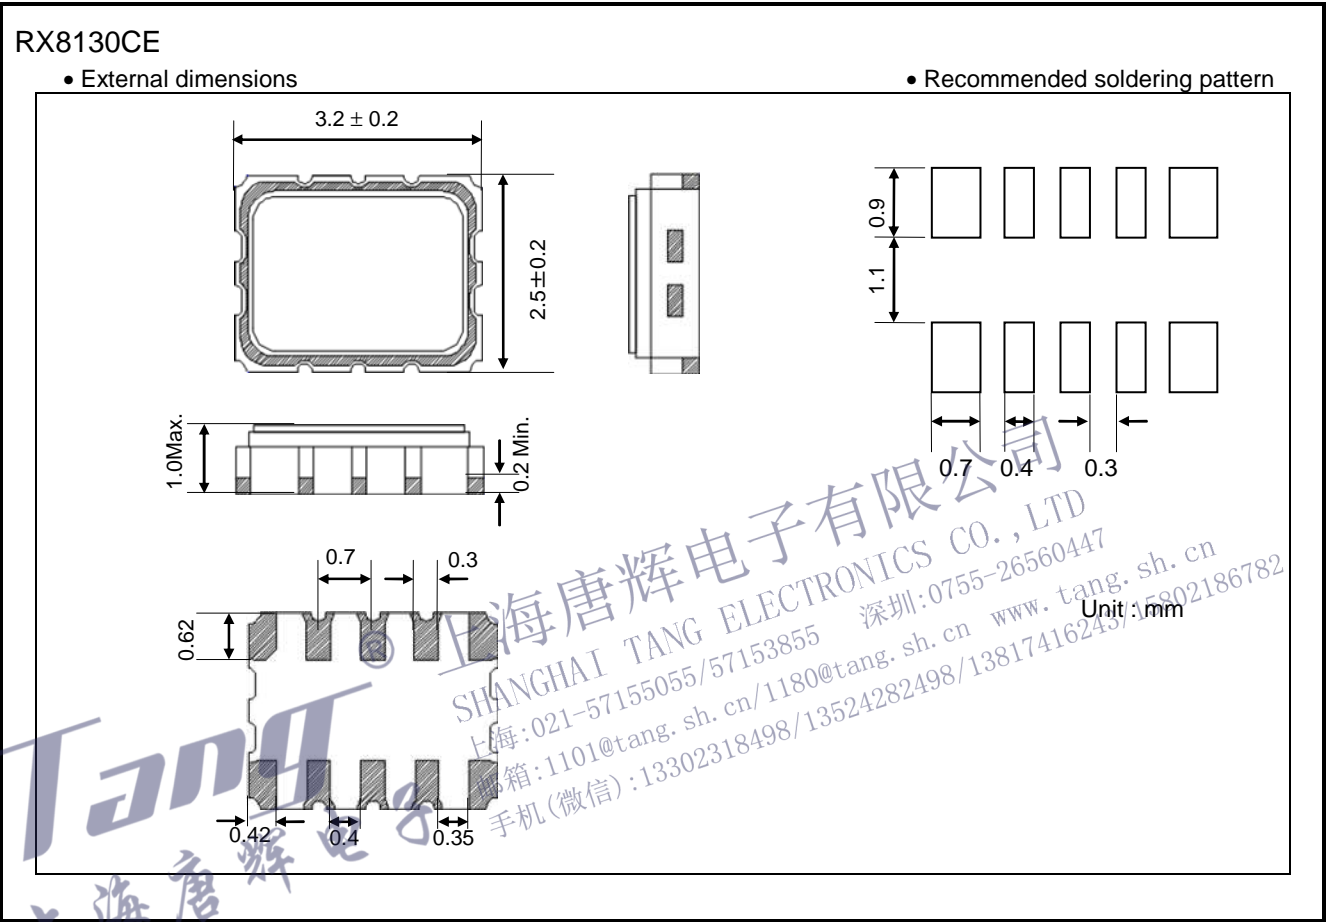 RX8130CE
• External dimensions
• Recommended soldering pattern
3.2 ± 0.2
2.5±0.2
0.9
1.1
1.0Max.
0.2 Min.
0.7
0.4
0.3
0.7
0.3
0.62
Unit : mm
0.42
0.4
0.35
上海唐辉电子有限公司
SHANGHAI TANG ELECTRONICS CO.,LTD
上海:021-57155055/57153855 深圳:0755-26560447
邮箱:1101@tang.sh.cn/1180@tang.sh.cn www.tang.sh.cn
手机(微信):13302318498/13524282498/13817416243/15802186782
Tang®
上海唐辉电子